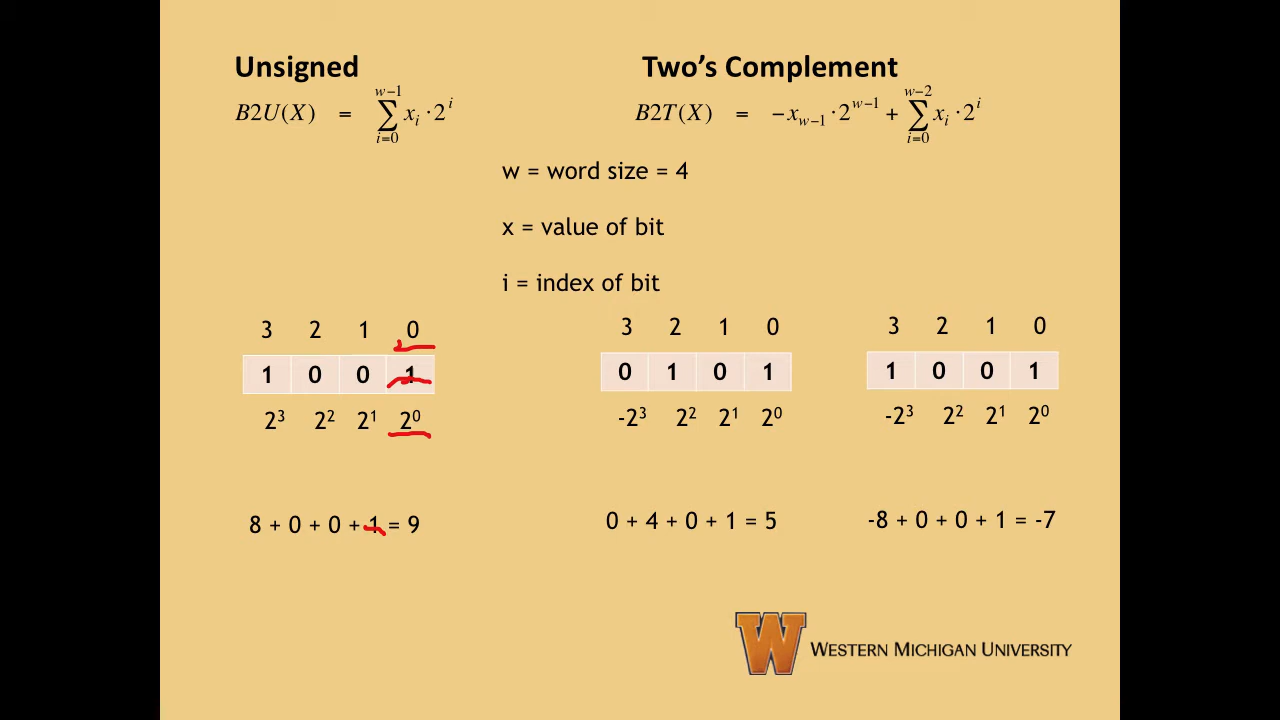 Unsigned
B2U(X) = ∑_{i=0}^{w−1} x_i · 2^i
Two’s Complement
B2T(X) = −x_{w−1} · 2^{w−1} + ∑_{i=0}^{w−2} x_i · 2^i
w = word size = 4
x = value of bit
i = index of bit
3 2 1 0
1 0 0 1
2³ 2² 2¹ 2⁰
8 + 0 + 0 + 1 = 9
3 2 1 0
0 1 0 1
-2³ 2² 2¹ 2⁰
0 + 4 + 0 + 1 = 5
3 2 1 0
1 0 0 1
-2³ 2² 2¹ 2⁰
-8 + 0 + 0 + 1 = -7
W WESTERN MICHIGAN UNIVERSITY